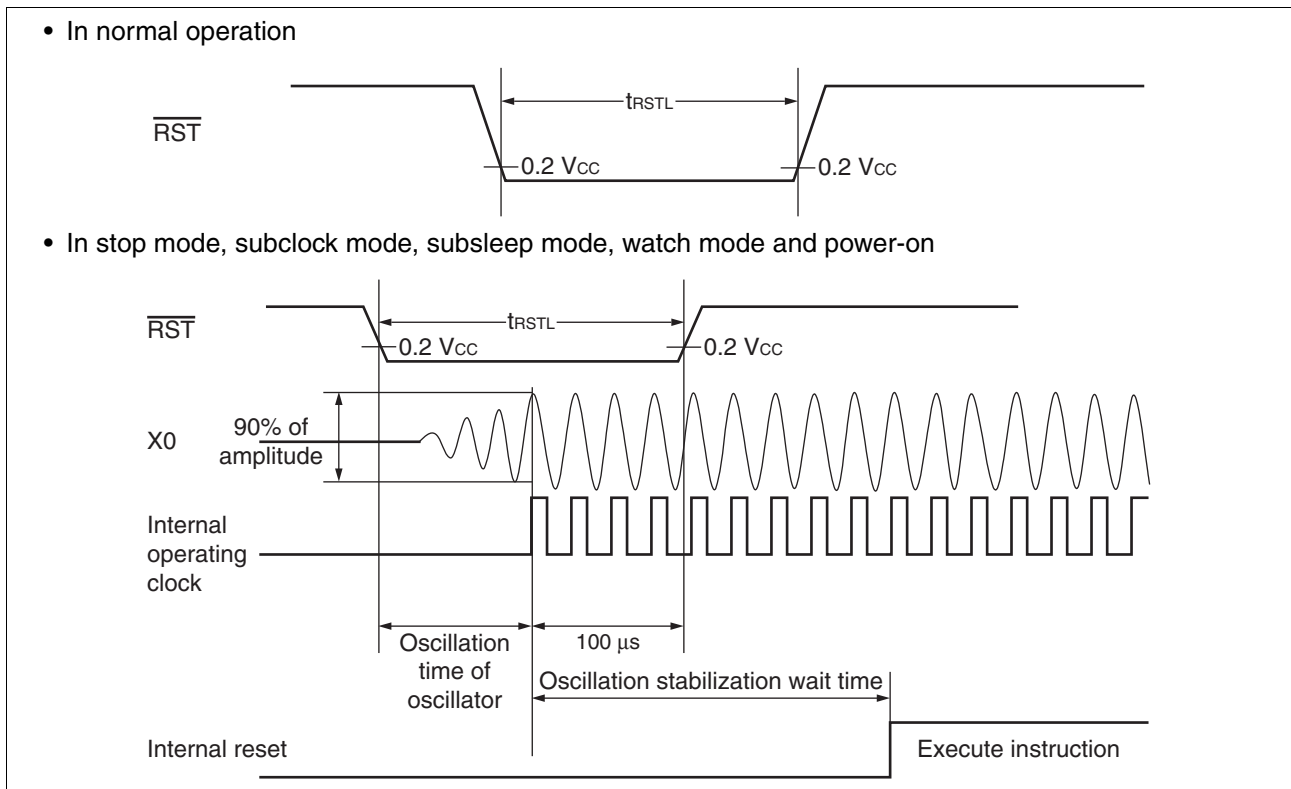 • In normal operation
RST
tRSTL
0.2 VCC
0.2 VCC
• In stop mode, subclock mode, subsleep mode, watch mode and power-on
RST
tRSTL
0.2 VCC
0.2 VCC
X0
90% of
amplitude
Internal
operating
clock
Oscillation
time of
oscillator
100 μs
Oscillation stabilization wait time
Internal reset
Execute instruction